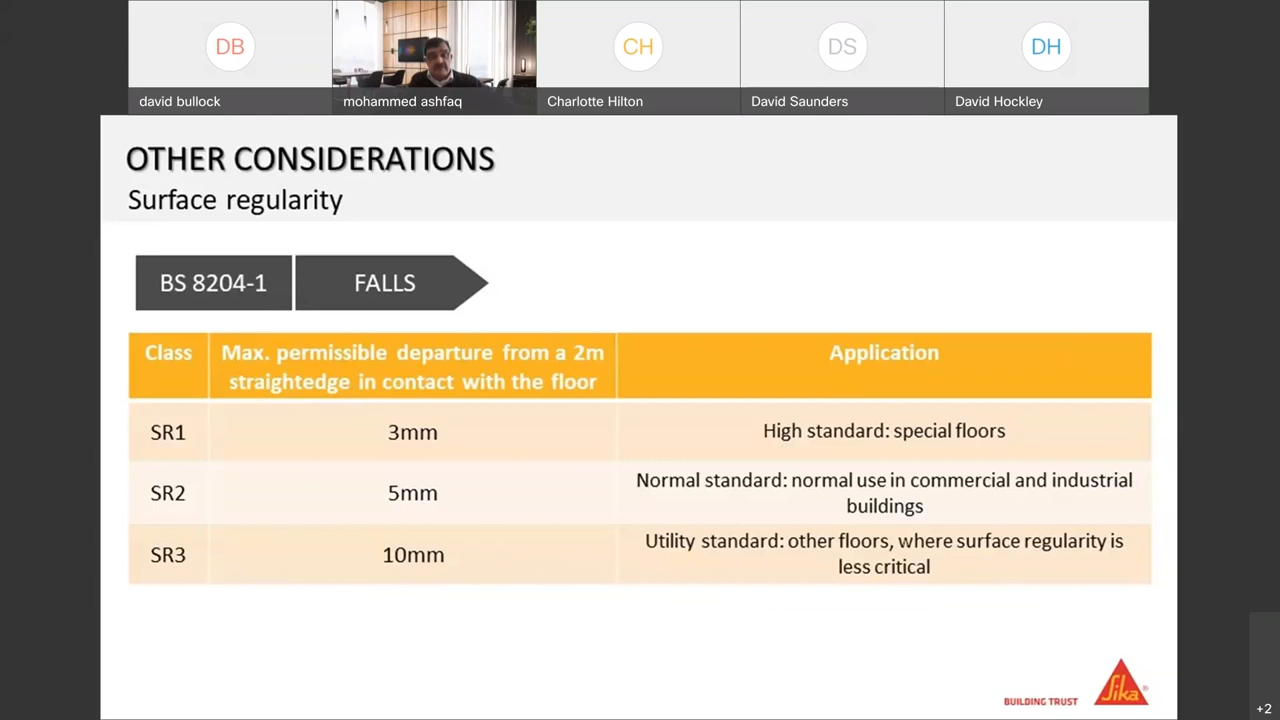 DB
CH
DS
DH
david bullock
mohammed ashfaq
Charlotte Hilton
David Saunders
David Hockley
OTHER CONSIDERATIONS
Surface regularity
BS 8204-1
FALLS
Class
Max. permissible departure from a 2m
straightedge in contact with the floor
Application
SR1
3mm
High standard: special floors
SR2
5mm
Normal standard: normal use in commercial and industrial
buildings
SR3
10mm
Utility standard: other floors, where surface regularity is
less critical
BUILDING TRUST
Sika®
+2